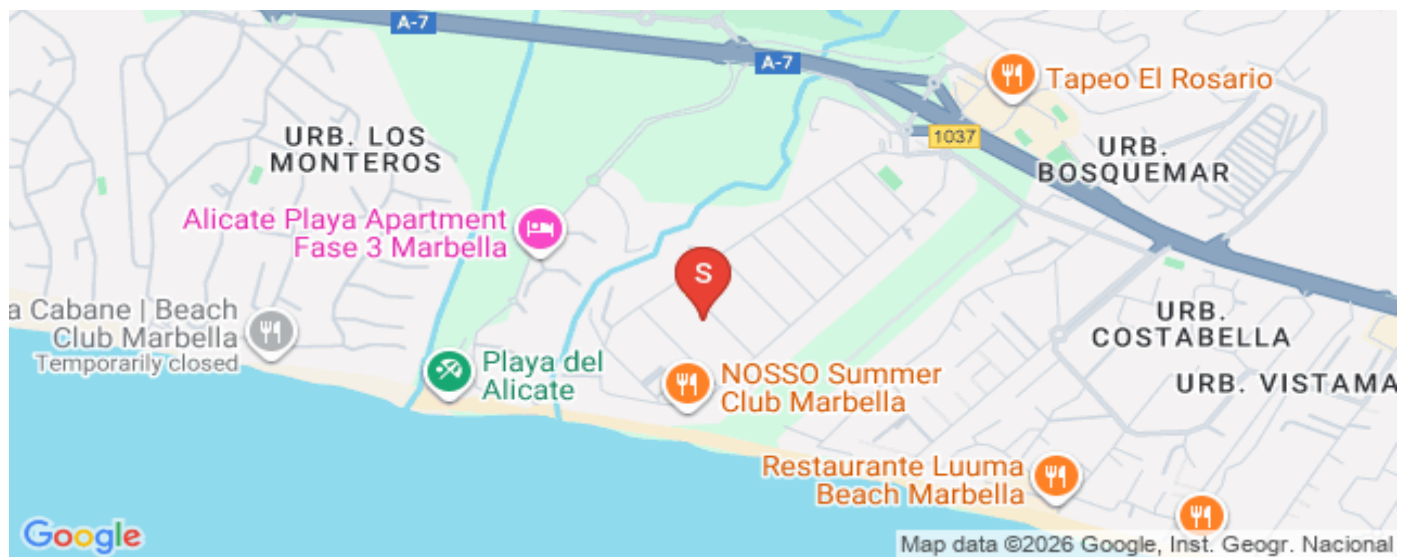 A-7
A-7
Tapeo El Rosario
1037
URB. LOS
MONTEROS
URB.
BOSQUEMAR
Alicate Playa Apartment
Fase 3 Marbella
S
a Cabane | Beach
Club Marbella
Temporarily closed
URB.
COSTABELLA
Playa del
Alicate
NOSSO Summer
Club Marbella
URB. VISTAMA
Restaurante Luuma
Beach Marbella
Google
Map data ©2026 Google, Inst. Geogr. Nacional